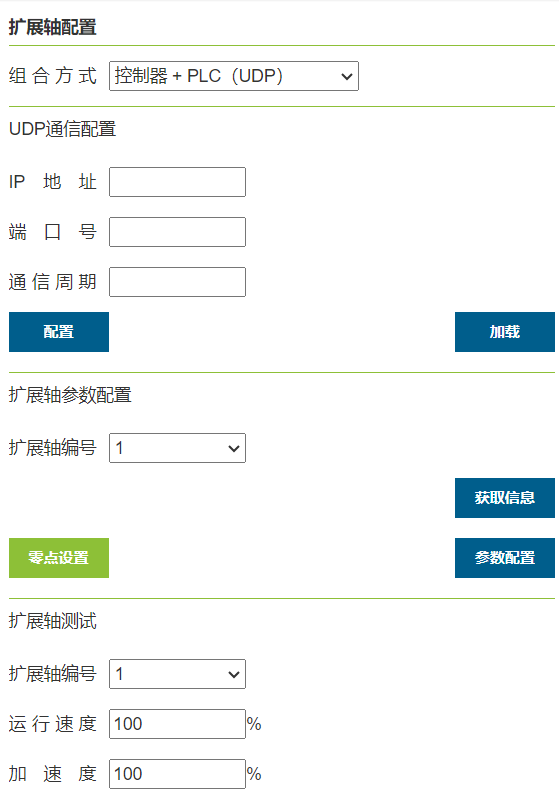 扩展轴配置
组合方式 控制器 + PLC（UDP）
UDP通信配置
IP 地 址
端 口 号
通信周期
配置 加载
扩展轴参数配置
扩展轴编号 1
获取信息
零点设置 参数配置
扩展轴测试
扩展轴编号 1
运行速度 100 %
加 速 度 100 %